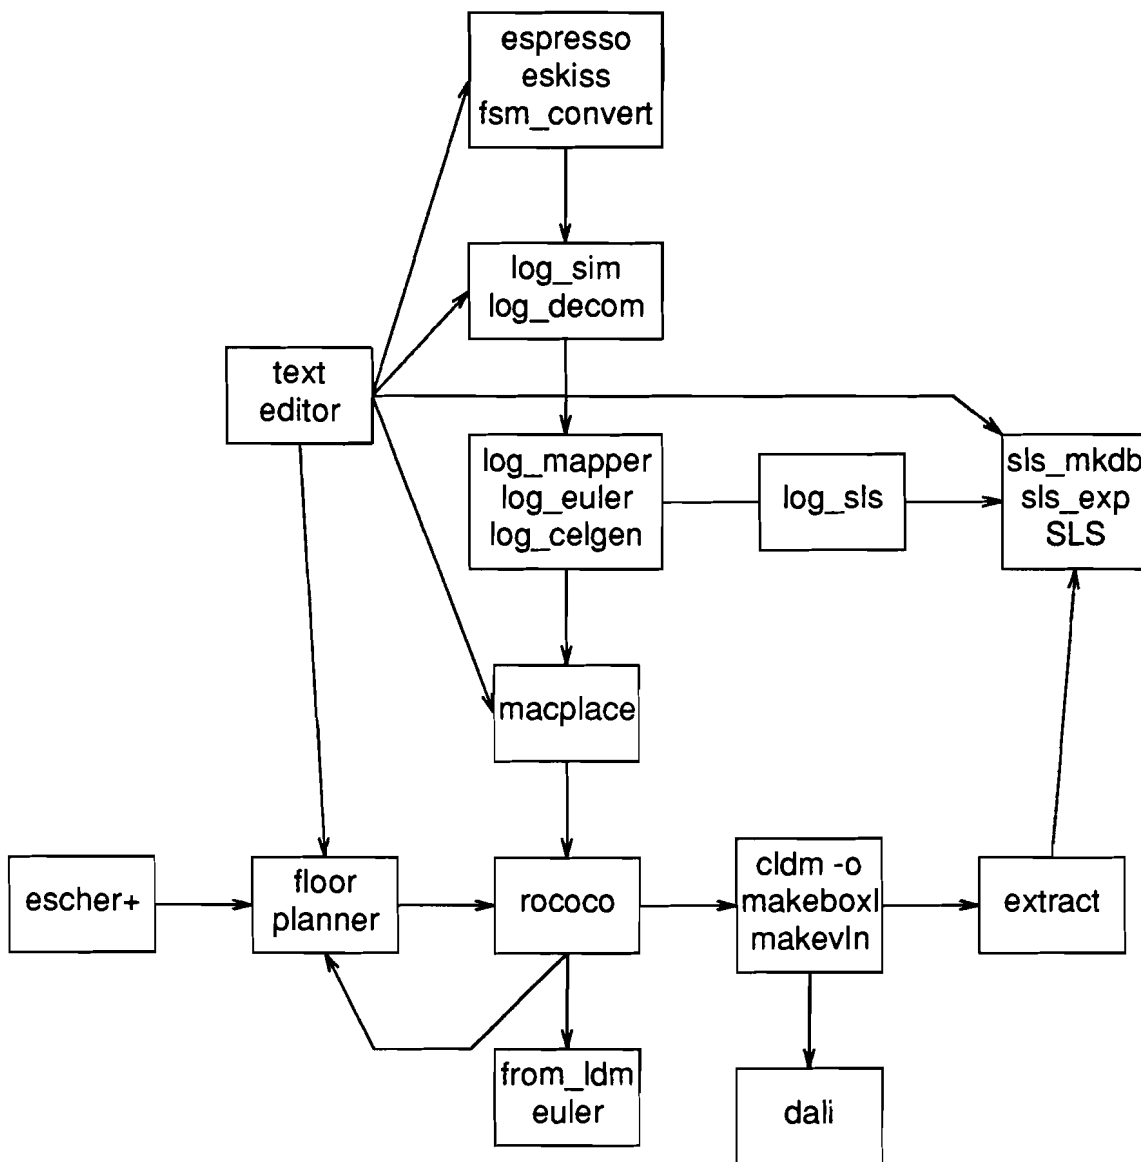 espresso
eskiss
fsm_convert
log_sim
log_decom
text
editor
log_mapper
log_euler
log_celgen
log_sls
sls_mkdb
sls_exp
SLS
macplace
escher+
floor
planner
rococo
cldm -o
makeboxl
makevln
extract
from_ldm
euler
dali